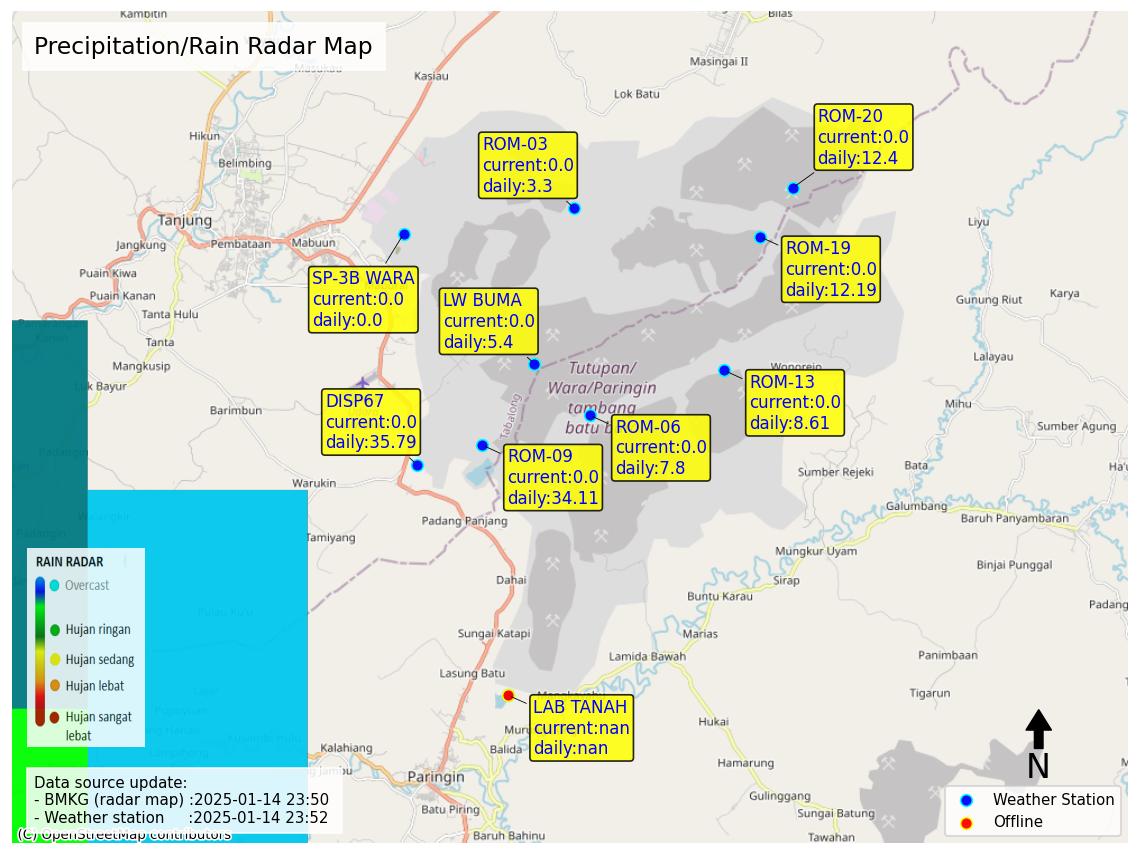 Precipitation/Rain Radar Map
Kambitin
Bilas
Masukau
Kasiau
Masingai II
Lok Batu
Hikun
Belimbing
ROM-03
current:0.0
daily:3.3
ROM-20
current:0.0
daily:12.4
Tanjung
Jangkung
Pembataan
Mabuun
Liyu
Puain Kiwa
Puain Kanan
SP-3B WARA
current:0.0
daily:0.0
ROM-19
current:0.0
daily:12.19
LW BUMA
current:0.0
daily:5.4
Gunung Riut
Karya
Tanta Hulu
Kanan
Tanta
Mangkusip
Luk Bayur
Barimbun
Tutupan/
Wara/Paringin
tambang
batu b
Tabalong
Wonorejo
Lalayau
ROM-13
current:0.0
daily:8.61
Mihu
Sumber Agung
DISP67
current:0.0
daily:35.79
ROM-06
current:0.0
daily:7.8
ROM-09
current:0.0
daily:34.11
Padangin
Warukin
Sumber Rejeki
Bata
Ha'u
Galumbang
Baruh Panyambaran
Padang Panjang
Tamiyang
Padangin
Mungkur Uyam
Binjai Punggal
Dahai
Sirap
Buntu Karau
Padang
Pulau Ku'u
RAIN RADAR
Overcast
Hujan ringan
Hujan sedang
Hujan lebat
Hujan sangat
lebat
Sungai Katapi
Marias
Lamida Bawah
Panimbaan
Lasung Batu
Tigarun
LAB TANAH
current:nan
daily:nan
Muru
Balida
Hukai
Kalahiang
Hamarung
Paringin
Batu Piring
Baruh Bahinu
Gulinggang
Sungai Batung
Tawahan
N
Data source update:
- BMKG (radar map) :2025-01-14 23:50
- Weather station :2025-01-14 23:52
(C) OpenStreetMap contributors
Weather Station
Offline